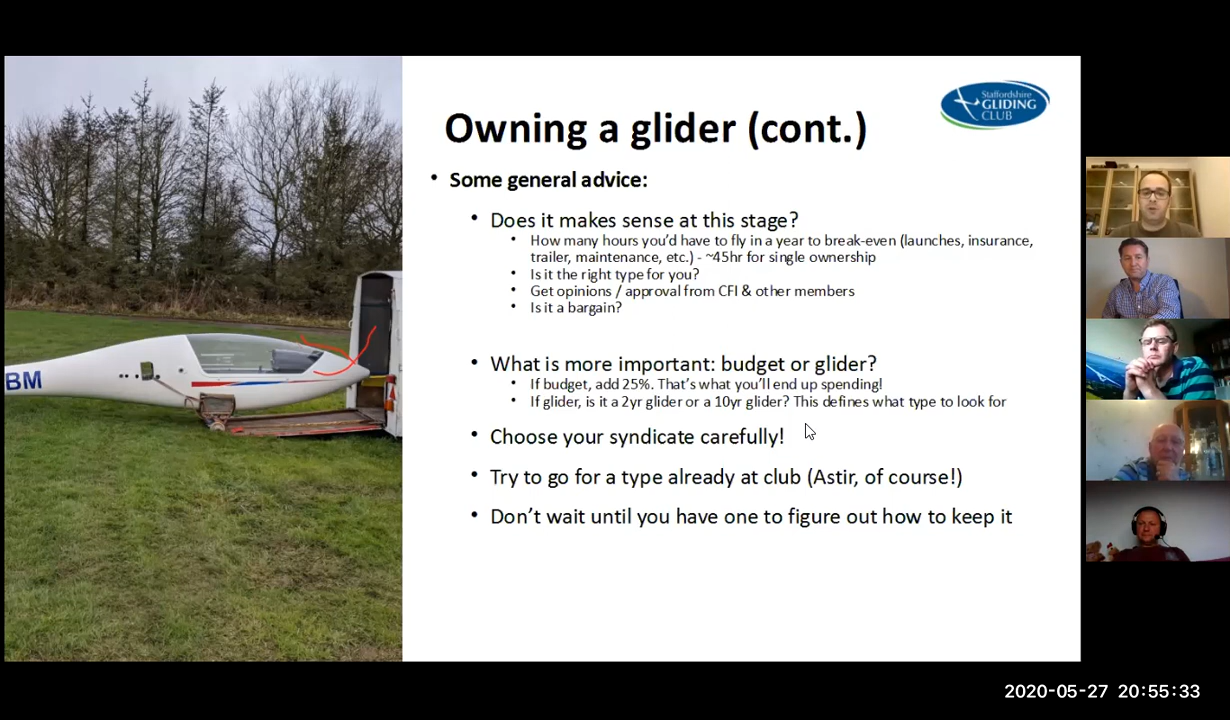 Staffordshire
GLIDING
CLUB
Owning a glider (cont.)
• Some general advice:
• Does it makes sense at this stage?
• How many hours you'd have to fly in a year to break-even (launches, insurance,
trailer, maintenance, etc.) - ~45hr for single ownership
• Is it the right type for you?
• Get opinions / approval from CFI & other members
• Is it a bargain?
• What is more important: budget or glider?
• If budget, add 25%. That's what you'll end up spending!
• If glider, is it a 2yr glider or a 10yr glider? This defines what type to look for
• Choose your syndicate carefully!
• Try to go for a type already at club (Astir, of course!)
• Don't wait until you have one to figure out how to keep it
BM
2020-05-27 20:55:33